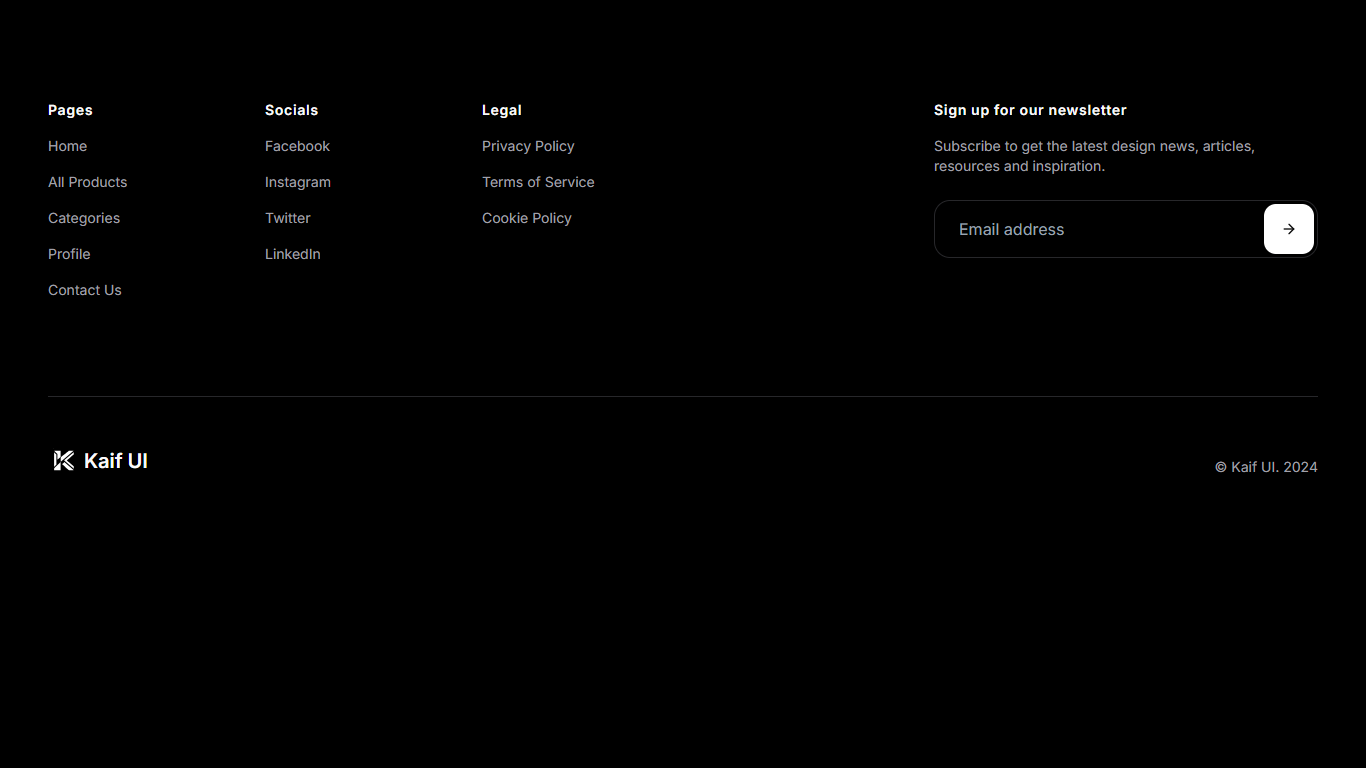 Pages
Home
All Products
Categories
Profile
Contact Us
Socials
Facebook
Instagram
Twitter
LinkedIn
Legal
Privacy Policy
Terms of Service
Cookie Policy
Sign up for our newsletter
Subscribe to get the latest design news, articles,
resources and inspiration.
Email address
Kaif UI
© Kaif UI. 2024